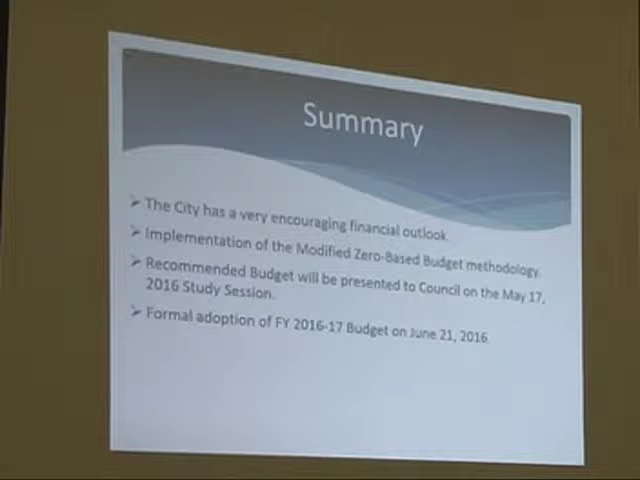 Summary
➢ The City has a very encouraging financial outlook.
➢ Implementation of the Modified Zero-Based Budget methodology.
➢ Recommended Budget will be presented to Council on the May 17,
2016 Study Session.
➢ Formal adoption of FY 2016-17 Budget on June 21, 2016.